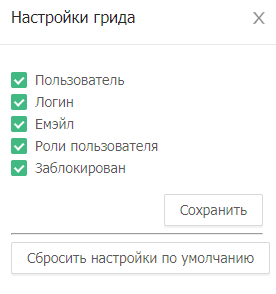 Настройки грида
Пользователь
Логин
Емэйл
Роли пользователя
Заблокирован
Сохранить
Сбросить настройки по умолчанию